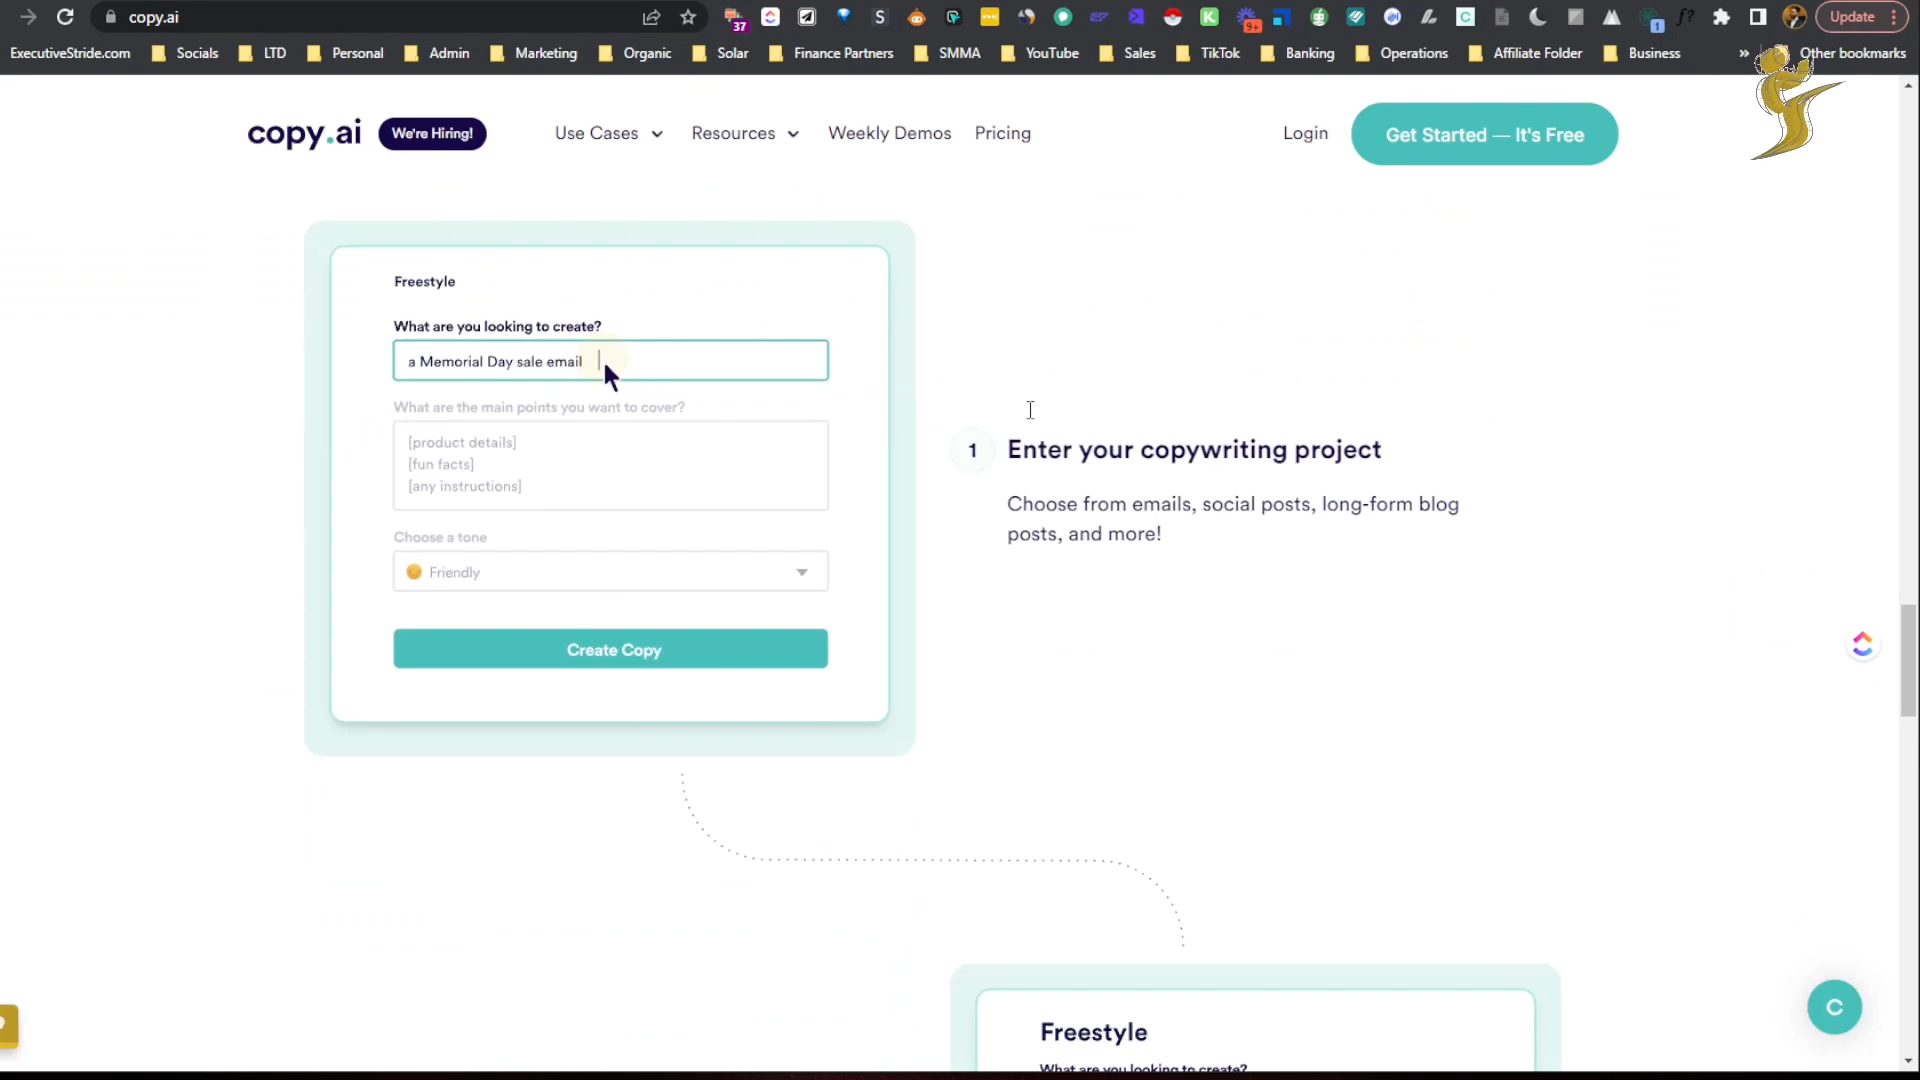 copy.ai
37
S
K
9+
C
1
f?
Update
ExecutiveStride.com
Socials
LTD
Personal
Admin
Marketing
Organic
Solar
Finance Partners
SMMA
YouTube
Sales
TikTok
Banking
Operations
Affiliate Folder
Business
»
Other bookmarks
copy.ai
We're Hiring!
Use Cases
Resources
Weekly Demos
Pricing
Login
Get Started — It's Free
Freestyle
What are you looking to create?
a Memorial Day sale email
What are the main points you want to cover?
[product details]
[fun facts]
[any instructions]
Choose a tone
Friendly
Create Copy
1
Enter your copywriting project
Choose from emails, social posts, long-form blog
posts, and more!
Freestyle
What are you looking to create?
C